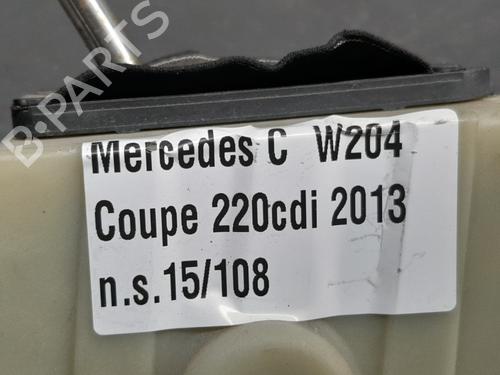 B-PARTS
Mercedes C W204
Coupe 220cdi 2013
n.s.15/108